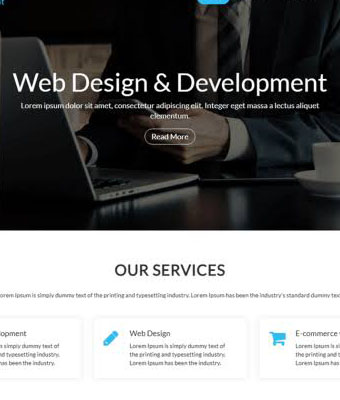 Web Design & Development
Lorem ipsum dolor sit amet, consectetur adipiscing elit. Integer eget massa a lectus aliquet
elementum.
Read More
OUR SERVICES
orem Ipsum is simply dummy text of the printing and typesetting industry. Lorem Ipsum has been the industry's standard dummy tex
lopment
m is simply dummy text of
nd typesetting industry.
has been the industry.
Web Design
Lorem Ipsum is simply dummy text of
the printing and typesetting industry.
Lorem Ipsum has been the industry.
E-commerce
Lorem Ipsum is si
the printing and
Lorem Ipsum has